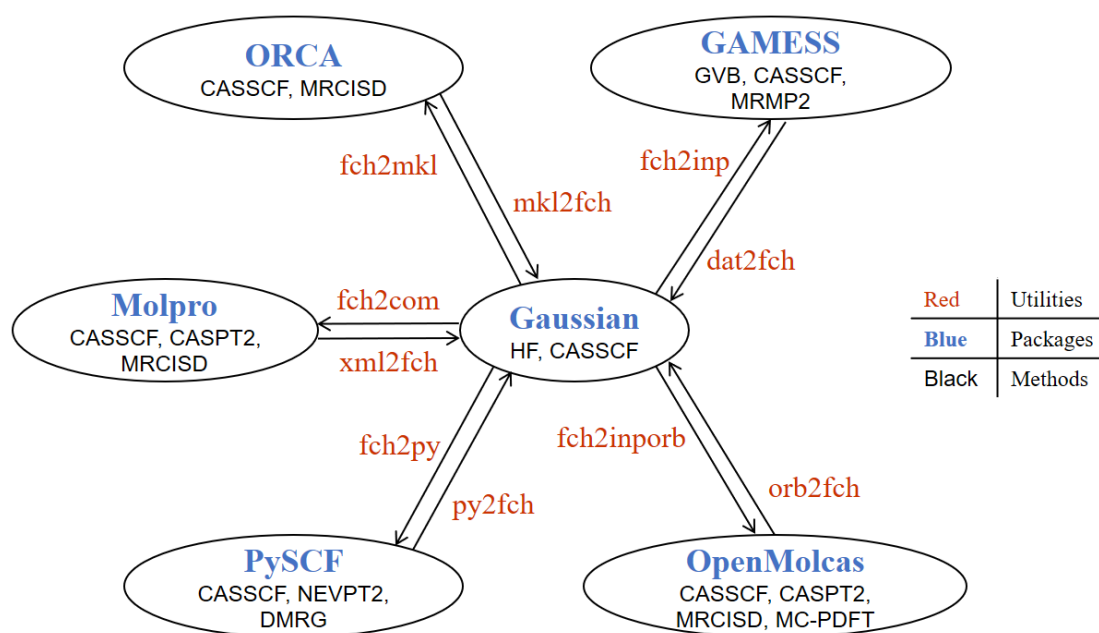 ORCA
CASSCF, MRCISD
GAMESS
GVB, CASSCF,
MRMP2
fch2mkl
mkl2fch
fch2inp
dat2fch
Molpro
CASSCF, CASPT2,
MRCISD
fch2com
xml2fch
Gaussian
HF, CASSCF
Red Utilities
Blue Packages
Black Methods
fch2py
py2fch
fch2inporb
orb2fch
PySCF
CASSCF, NEVPT2,
DMRG
OpenMolcas
CASSCF, CASPT2,
MRCISD, MC-PDFT